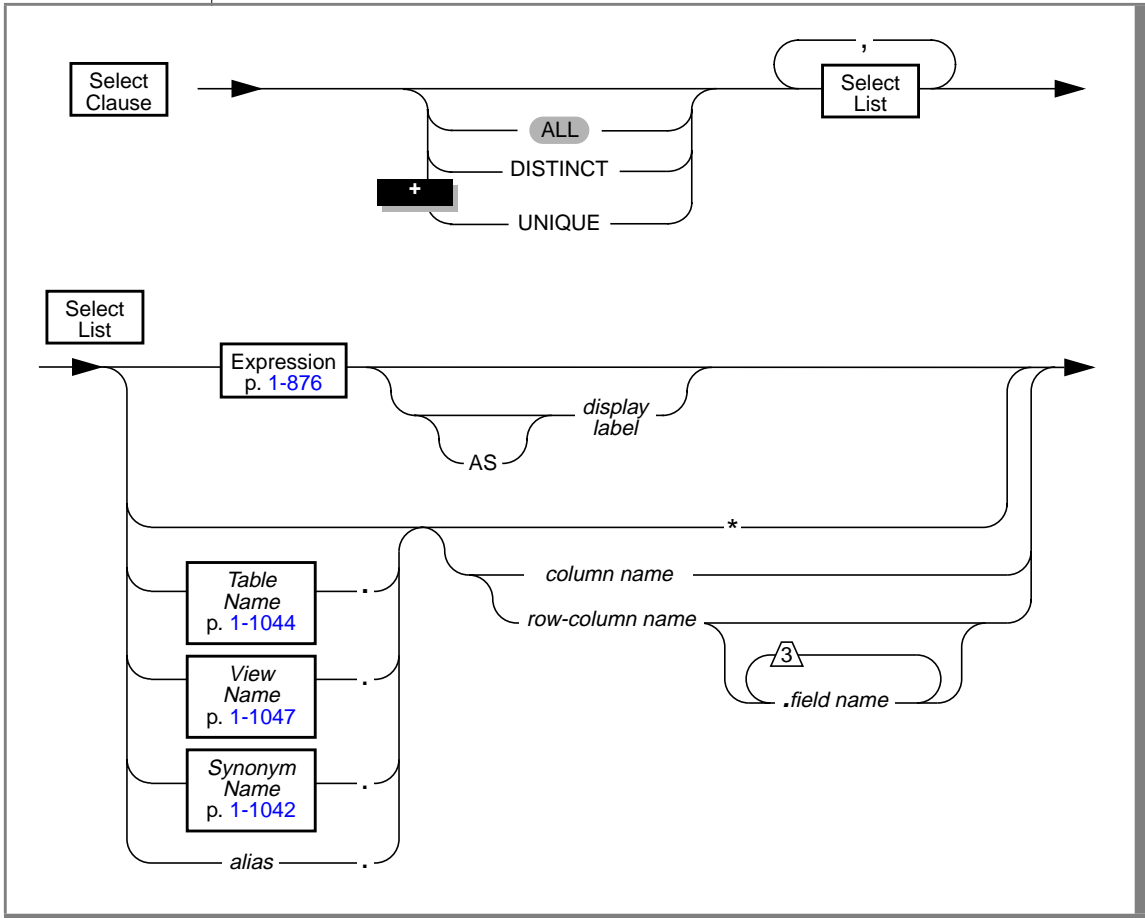 Select
Clause
,
Select
List
ALL
DISTINCT
+
UNIQUE
Select
List
Expression
p. 1-876
display
label
AS
*
Table
Name
p. 1-1044
.
column name
row-column name
3
.field name
View
Name
p. 1-1047
.
Synonym
Name
p. 1-1042
.
alias
.